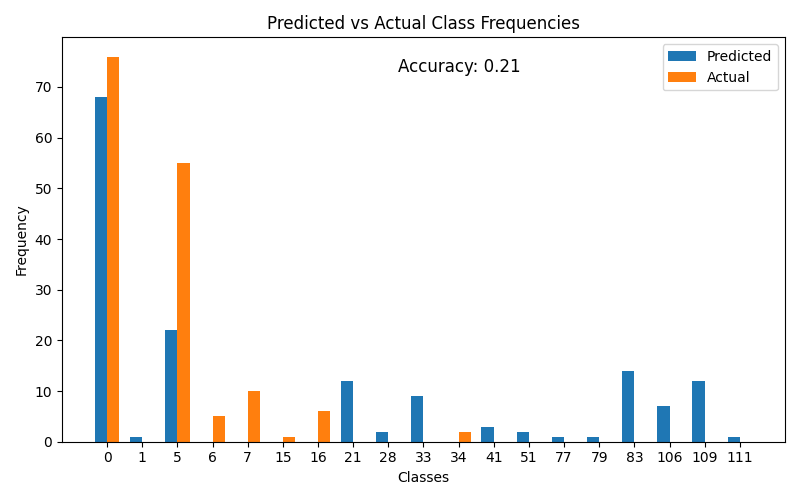 Predicted vs Actual Class Frequencies
Accuracy: 0.21
Predicted
Actual
Frequency
70
60
50
40
30
20
10
0
0 1 5 6 7 15 16 21 28 33 34 41 51 77 79 83 106 109 111
Classes